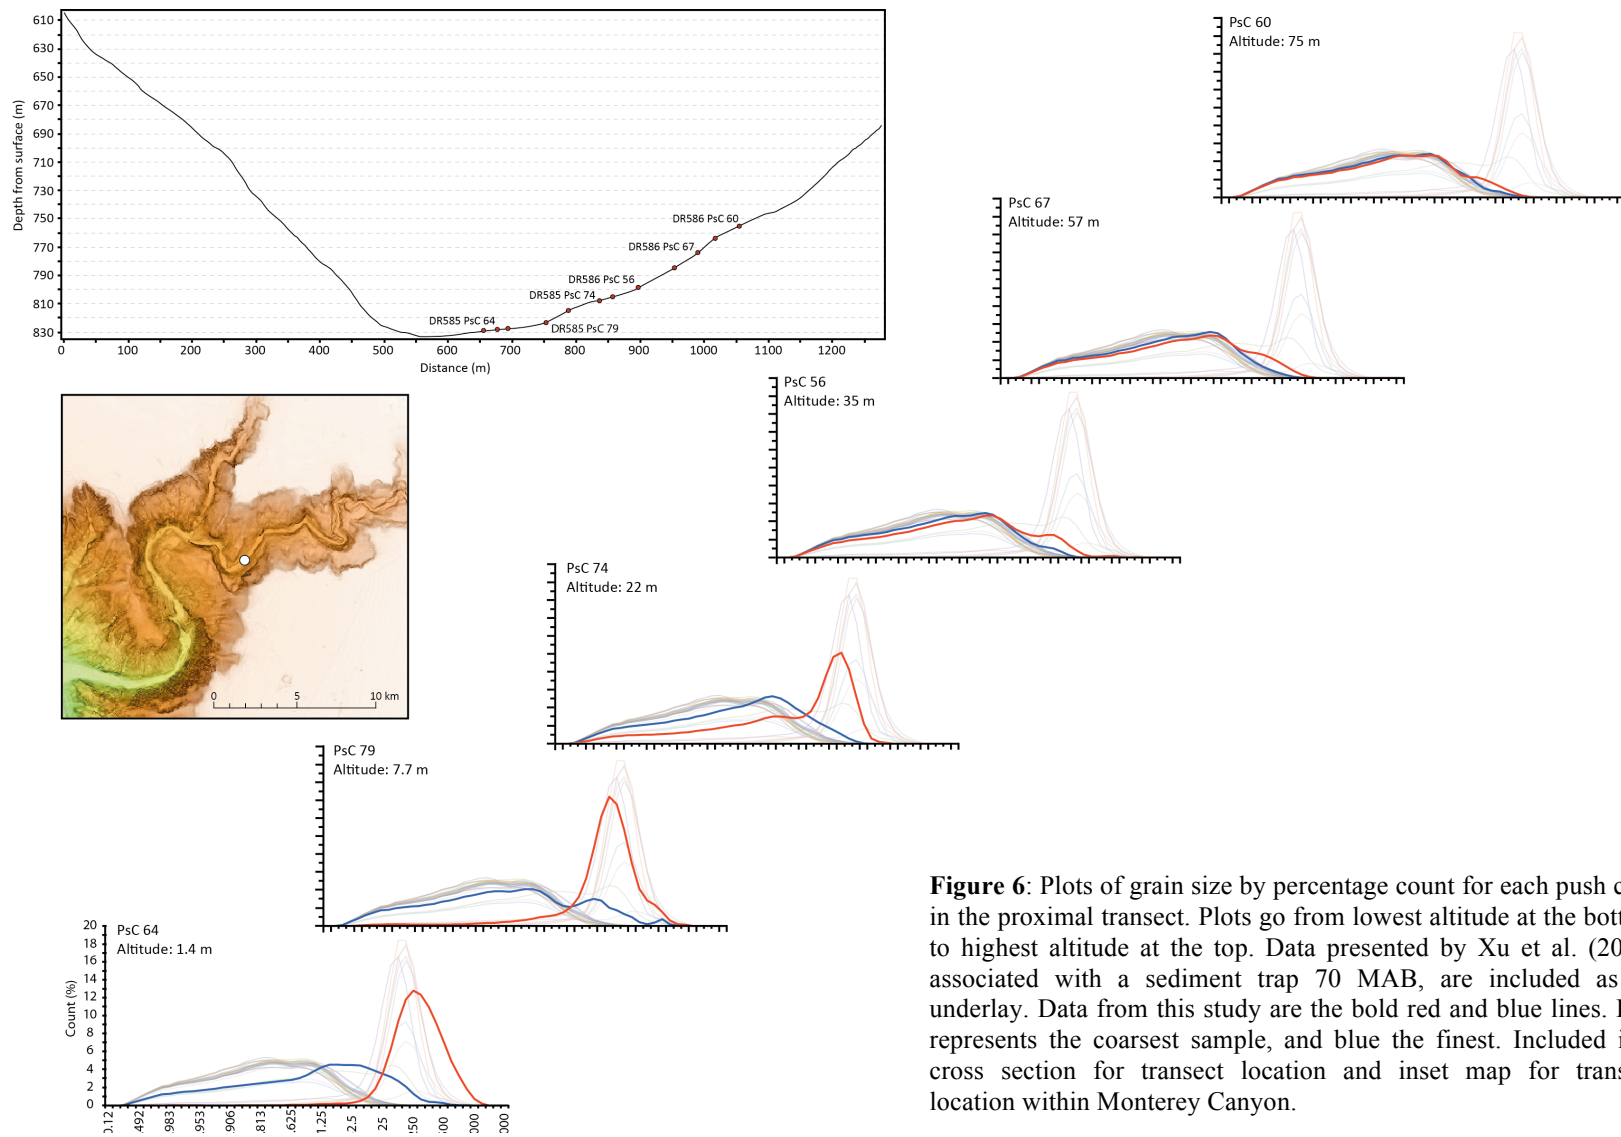 610
630
650
670
690
710
730
750
770
790
810
830
Depth from surface (m)
0 100 200 300 400 500 600 700 800 900 1000 1100 1200
Distance (m)
DR586 PsC 60
DR586 PsC 67
DR586 PsC 56
DR585 PsC 74
DR585 PsC 64
DR585 PsC 79
PsC 60
Altitude: 75 m
PsC 67
Altitude: 57 m
PsC 56
Altitude: 35 m
PsC 74
Altitude: 22 m
0 5 10 km
PsC 79
Altitude: 7.7 m
PsC 64
Altitude: 1.4 m
20
18
16
14
12
10
8
6
4
2
0
Count (%)
Figure 6: Plots of grain size by percentage count for each push c
in the proximal transect. Plots go from lowest altitude at the bott
to highest altitude at the top. Data presented by Xu et al. (20
associated with a sediment trap 70 MAB, are included as
underlay. Data from this study are the bold red and blue lines.
represents the coarsest sample, and blue the finest. Included i
cross section for transect location and inset map for trans
location within Monterey Canyon.